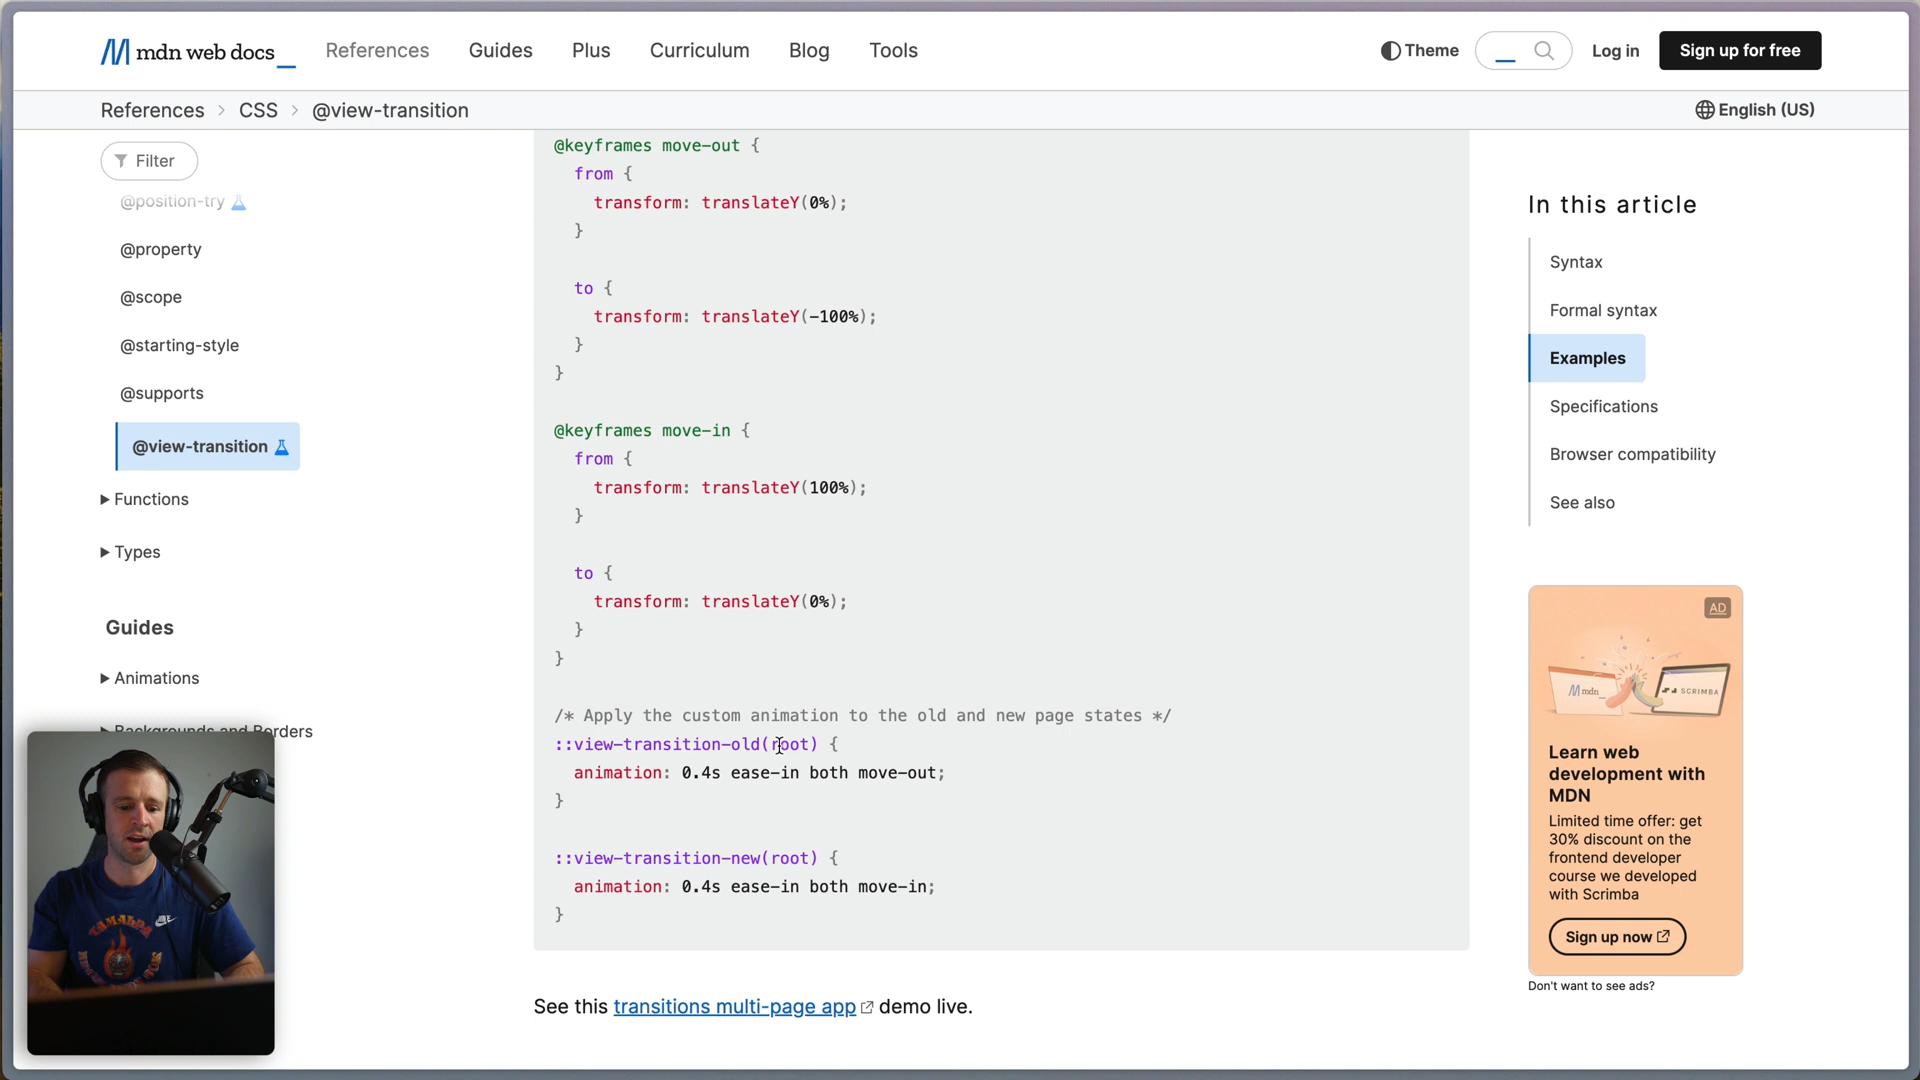 mdn web docs_
References
Guides
Plus
Curriculum
Blog
Tools
Theme
Log in
Sign up for free
References > CSS > @view-transition
English (US)
Filter
@position-try
@property
@scope
@starting-style
@supports
@view-transition
Functions
Types
Guides
Animations
Backgrounds and Borders
@keyframes move-out {
from {
transform: translateY(0%);
}
to {
transform: translateY(-100%);
}
}
@keyframes move-in {
from {
transform: translateY(100%);
}
to {
transform: translateY(0%);
}
}
/* Apply the custom animation to the old and new page states */
::view-transition-old(root) {
animation: 0.4s ease-in both move-out;
}
::view-transition-new(root) {
animation: 0.4s ease-in both move-in;
}
See this transitions multi-page app demo live.
In this article
Syntax
Formal syntax
Examples
Specifications
Browser compatibility
See also
AD
mdn_
SCRIMBA
Learn web
development with
MDN
Limited time offer: get
30% discount on the
frontend developer
course we developed
with Scrimba
Sign up now
Don't want to see ads?